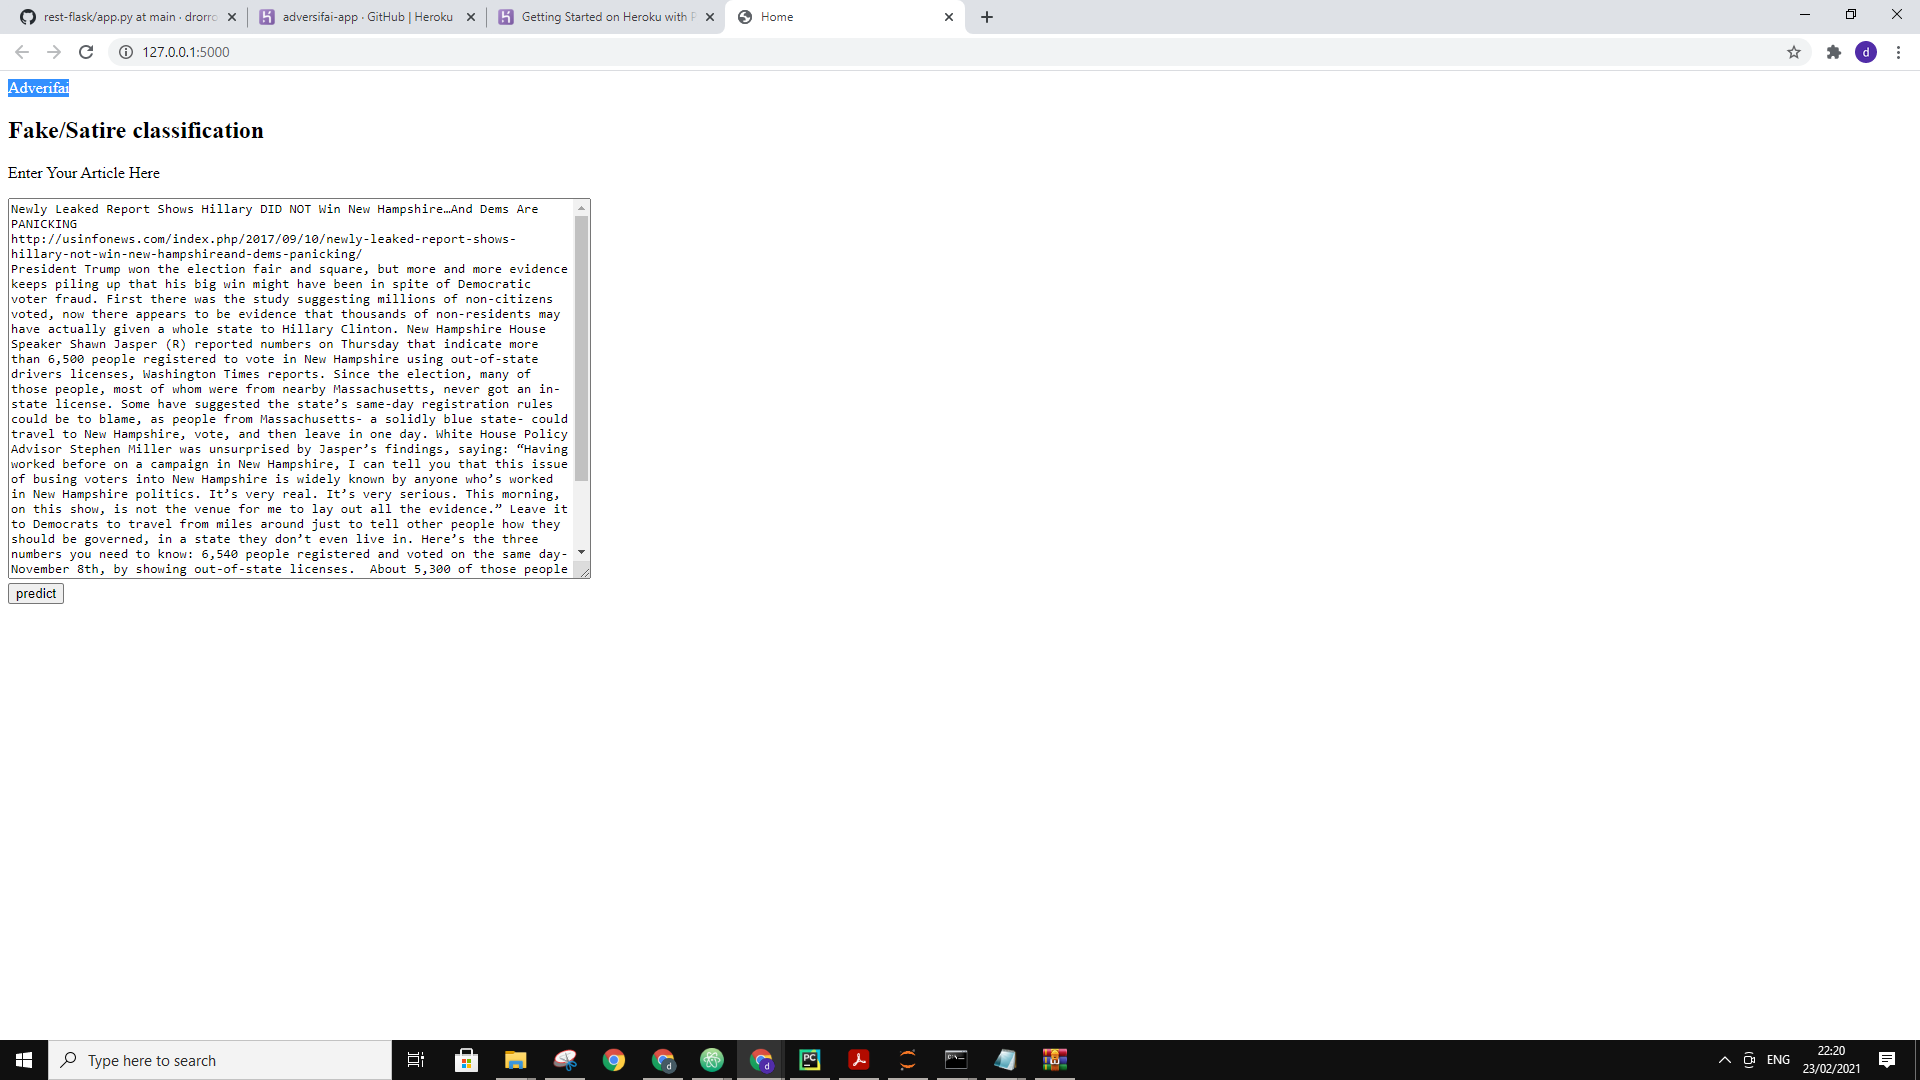 rest-flask/app.py at main · drorro
adversifai-app · GitHub | Heroku
Getting Started on Heroku with P
Home
127.0.0.1:5000
d
Adverifai
Fake/Satire classification
Enter Your Article Here
Newly Leaked Report Shows Hillary DID NOT Win New Hampshire…And Dems Are
PANICKING
http://usinfonews.com/index.php/2017/09/10/newly-leaked-report-shows-
hillary-not-win-new-hampshireand-dems-panicking/
President Trump won the election fair and square, but more and more evidence
keeps piling up that his big win might have been in spite of Democratic
voter fraud. First there was the study suggesting millions of non-citizens
voted, now there appears to be evidence that thousands of non-residents may
have actually given a whole state to Hillary Clinton. New Hampshire House
Speaker Shawn Jasper (R) reported numbers on Thursday that indicate more
than 6,500 people registered to vote in New Hampshire using out-of-state
drivers licenses, Washington Times reports. Since the election, many of
those people, most of whom were from nearby Massachusetts, never got an in-
state license. Some have suggested the state’s same-day registration rules
could be to blame, as people from Massachusetts- a solidly blue state- could
travel to New Hampshire, vote, and then leave in one day. White House Policy
Advisor Stephen Miller was unsurprised by Jasper’s findings, saying: “Having
worked before on a campaign in New Hampshire, I can tell you that this issue
of busing voters into New Hampshire is widely known by anyone who’s worked
in New Hampshire politics. It’s very real. It’s very serious. This morning,
on this show, is not the venue for me to lay out all the evidence.” Leave it
to Democrats to travel from miles around just to tell other people how they
should be governed, in a state they don’t even live in. Here’s the three
numbers you need to know: 6,540 people registered and voted on the same day-
November 8th, by showing out-of-state licenses.  About 5,300 of those people
predict
Type here to search
d
d
PC
ENG
22:20
23/02/2021